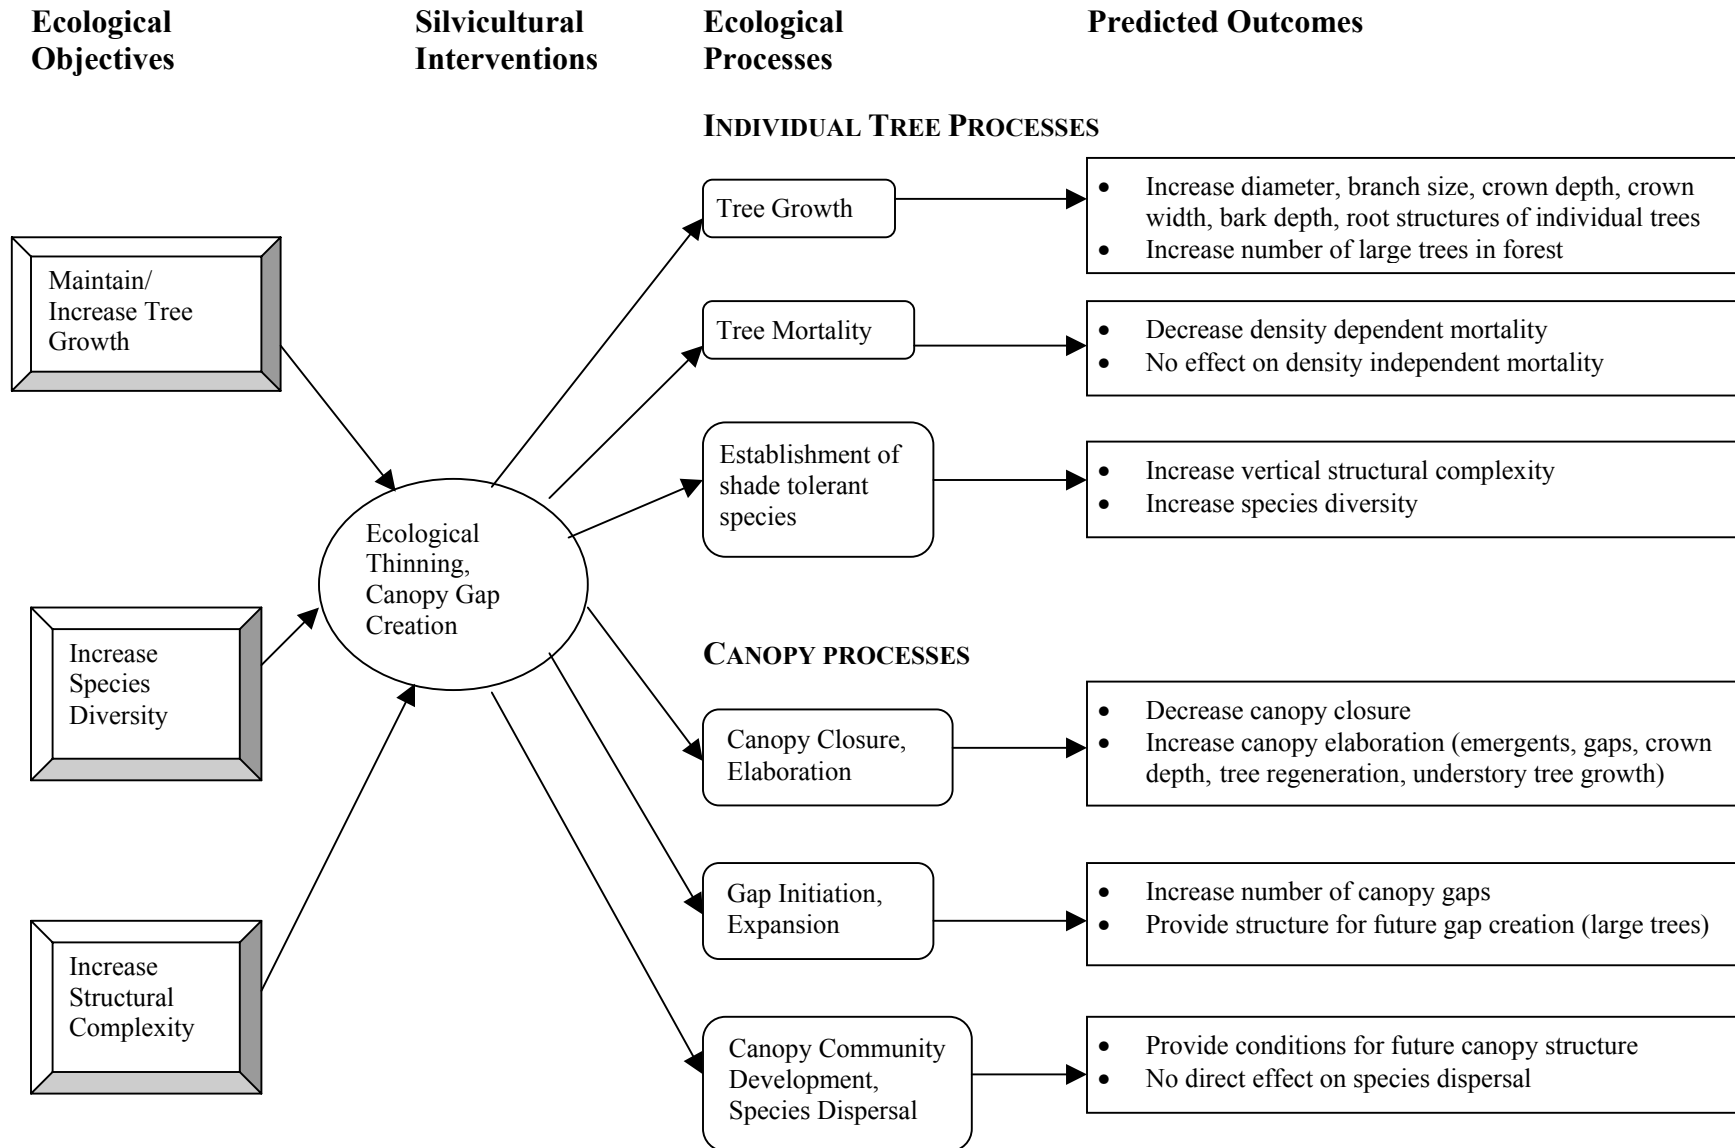 Ecological
Objectives
Silvicultural
Interventions
Ecological
Processes
Predicted Outcomes
INDIVIDUAL TREE PROCESSES
Maintain/
Increase Tree
Growth
Increase
Species
Diversity
Increase
Structural
Complexity
Ecological
Thinning,
Canopy Gap
Creation
Tree Growth
• Increase diameter, branch size, crown depth, crown
width, bark depth, root structures of individual trees
• Increase number of large trees in forest
Tree Mortality
• Decrease density dependent mortality
• No effect on density independent mortality
Establishment of
shade tolerant
species
• Increase vertical structural complexity
• Increase species diversity
CANOPY PROCESSES
Canopy Closure,
Elaboration
• Decrease canopy closure
• Increase canopy elaboration (emergents, gaps, crown
depth, tree regeneration, understory tree growth)
Gap Initiation,
Expansion
• Increase number of canopy gaps
• Provide structure for future gap creation (large trees)
Canopy Community
Development,
Species Dispersal
• Provide conditions for future canopy structure
• No direct effect on species dispersal